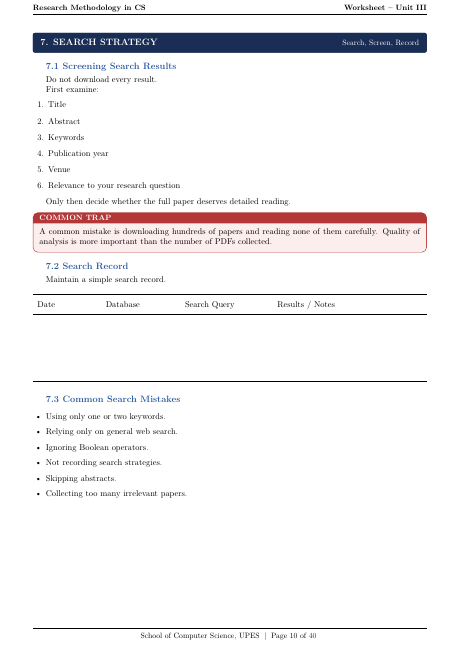 Research Methodology in CS Worksheet – Unit III
7. SEARCH STRATEGY Search, Screen, Record
7.1 Screening Search Results
Do not download every result.
First examine:
1. Title
2. Abstract
3. Keywords
4. Publication year
5. Venue
6. Relevance to your research question
Only then decide whether the full paper deserves detailed reading.
COMMON TRAP
A common mistake is downloading hundreds of papers and reading none of them carefully. Quality of
analysis is more important than the number of PDFs collected.
7.2 Search Record
Maintain a simple search record.
Date Database Search Query Results / Notes
7.3 Common Search Mistakes
• Using only one or two keywords.
• Relying only on general web search.
• Ignoring Boolean operators.
• Not recording search strategies.
• Skipping abstracts.
• Collecting too many irrelevant papers.
School of Computer Science, UPES | Page 10 of 40